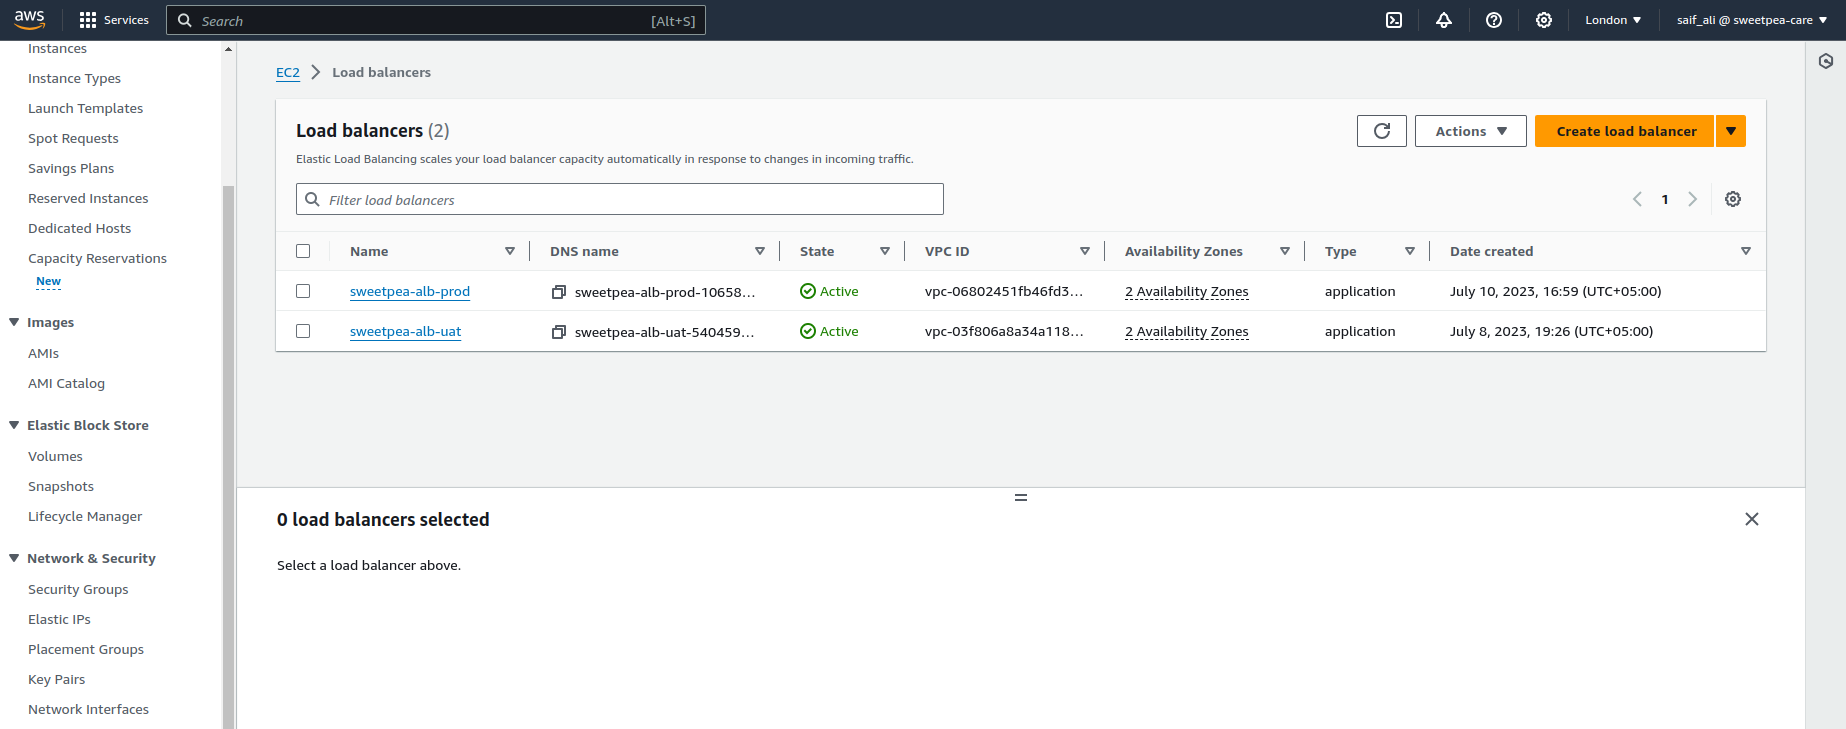 aws
Services
Search
[Alt+S]
London ▼
saif_ali @ sweetpea-care ▼
Instances
Instance Types
Launch Templates
Spot Requests
Savings Plans
Reserved Instances
Dedicated Hosts
Capacity Reservations
New
Images
AMIs
AMI Catalog
Elastic Block Store
Volumes
Snapshots
Lifecycle Manager
Network & Security
Security Groups
Elastic IPs
Placement Groups
Key Pairs
Network Interfaces
EC2 > Load balancers
Load balancers (2)
Actions
Create load balancer
Elastic Load Balancing scales your load balancer capacity automatically in response to changes in incoming traffic.
Filter load balancers
1
Name DNS name State VPC ID Availability Zones Type Date created
sweetpea-alb-prod sweetpea-alb-prod-10658... Active vpc-06802451fb46fd3... 2 Availability Zones application July 10, 2023, 16:59 (UTC+05:00)
sweetpea-alb-uat sweetpea-alb-uat-540459... Active vpc-03f806a8a34a118... 2 Availability Zones application July 8, 2023, 19:26 (UTC+05:00)
0 load balancers selected
Select a load balancer above.